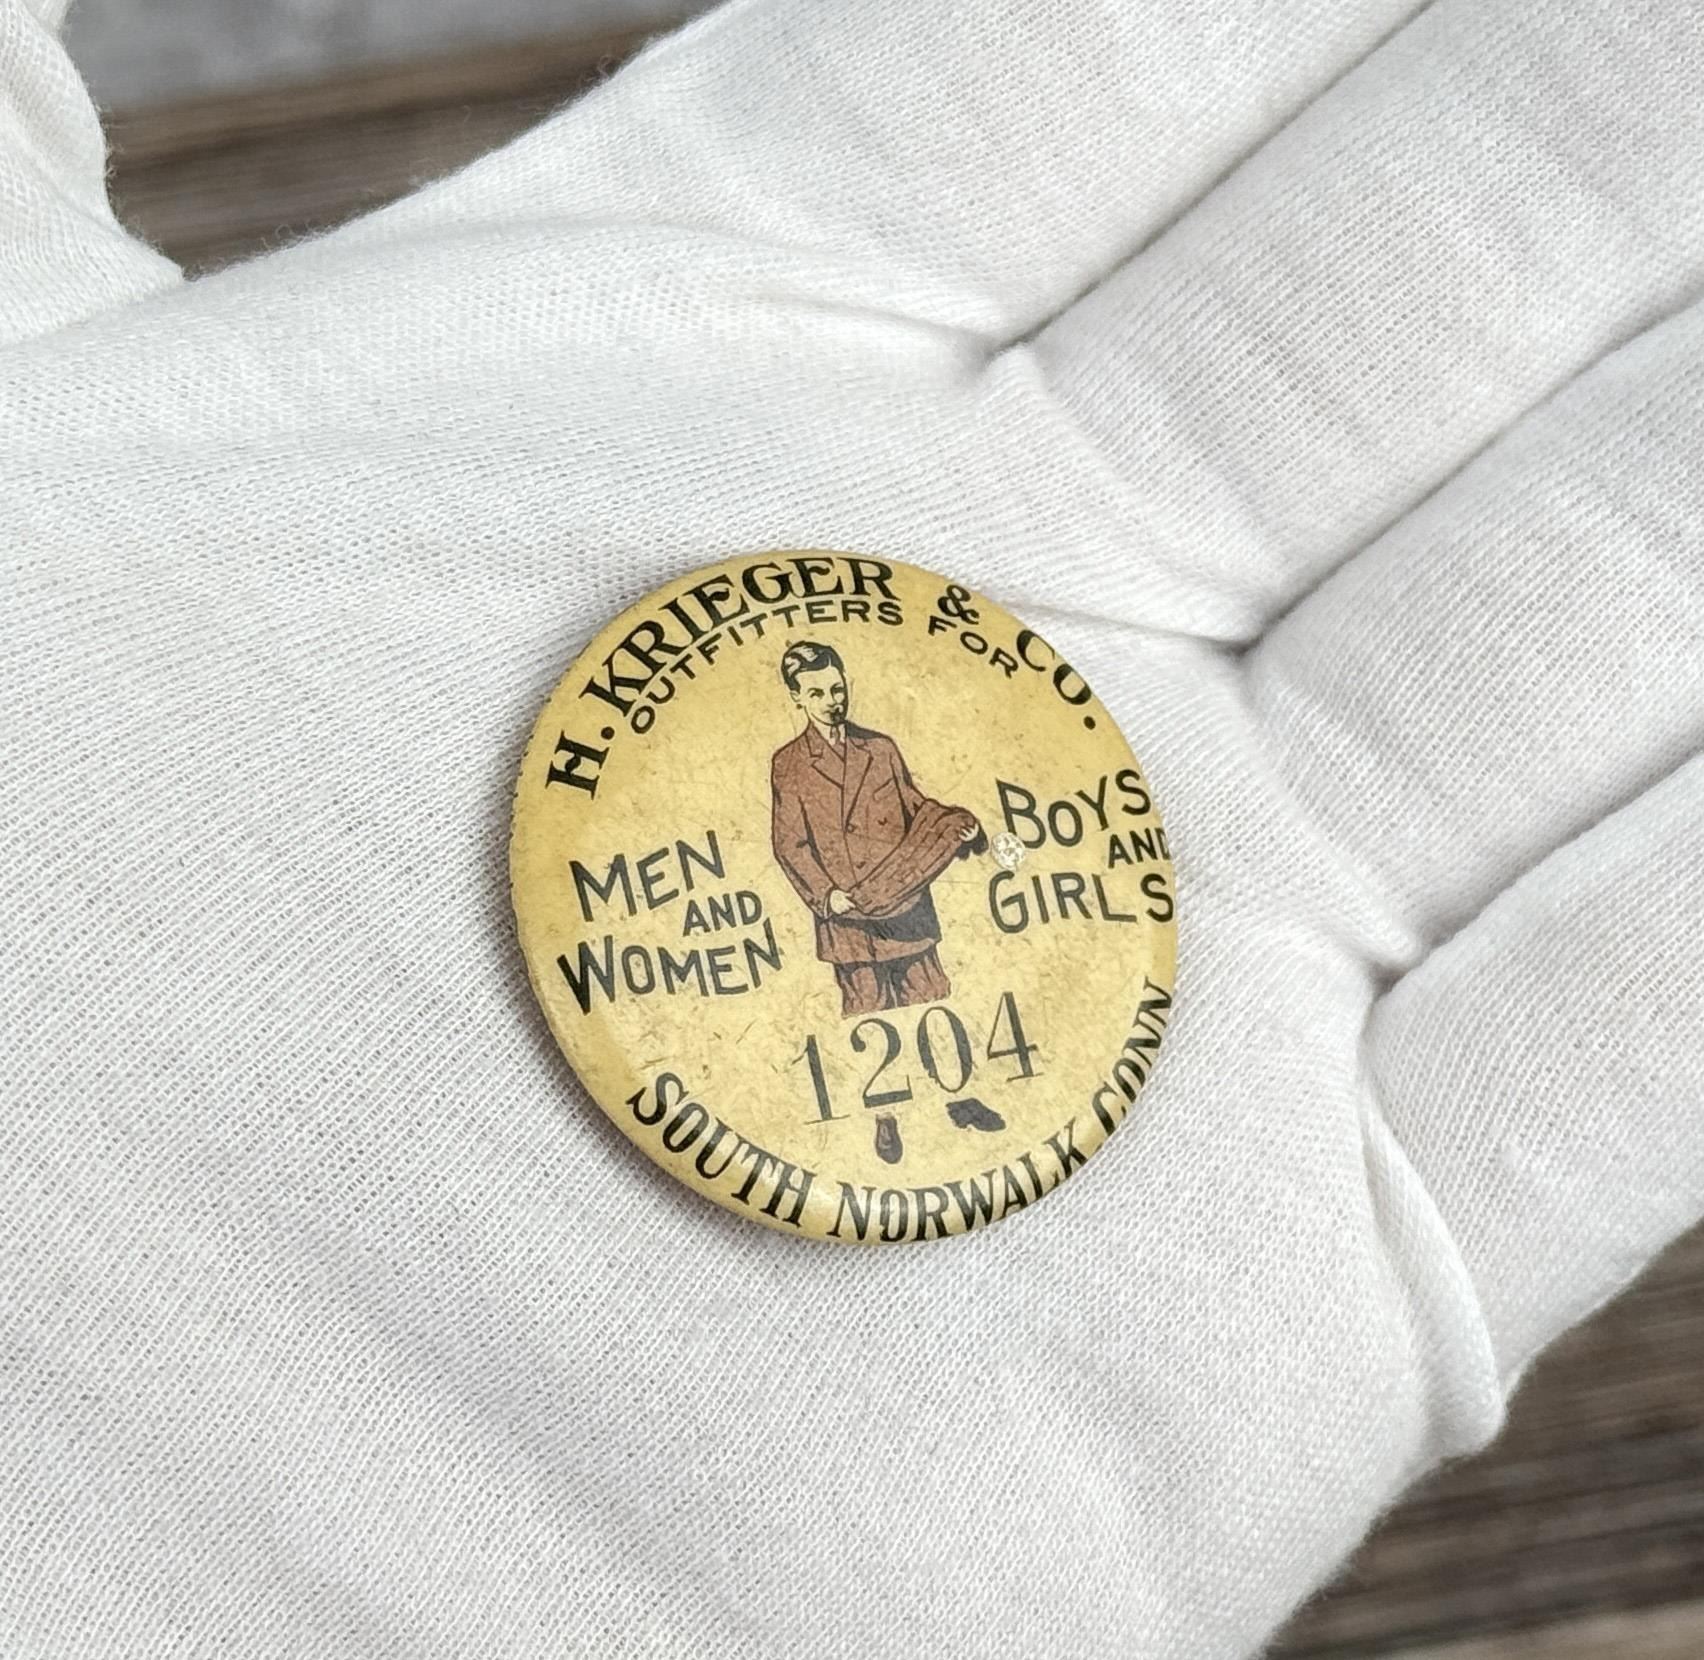 H. KRIEGER & CO.
OUTFITTERS FOR
MEN
AND
WOMEN
BOYS
AND
GIRLS
1204
SOUTH NORWALK CONN